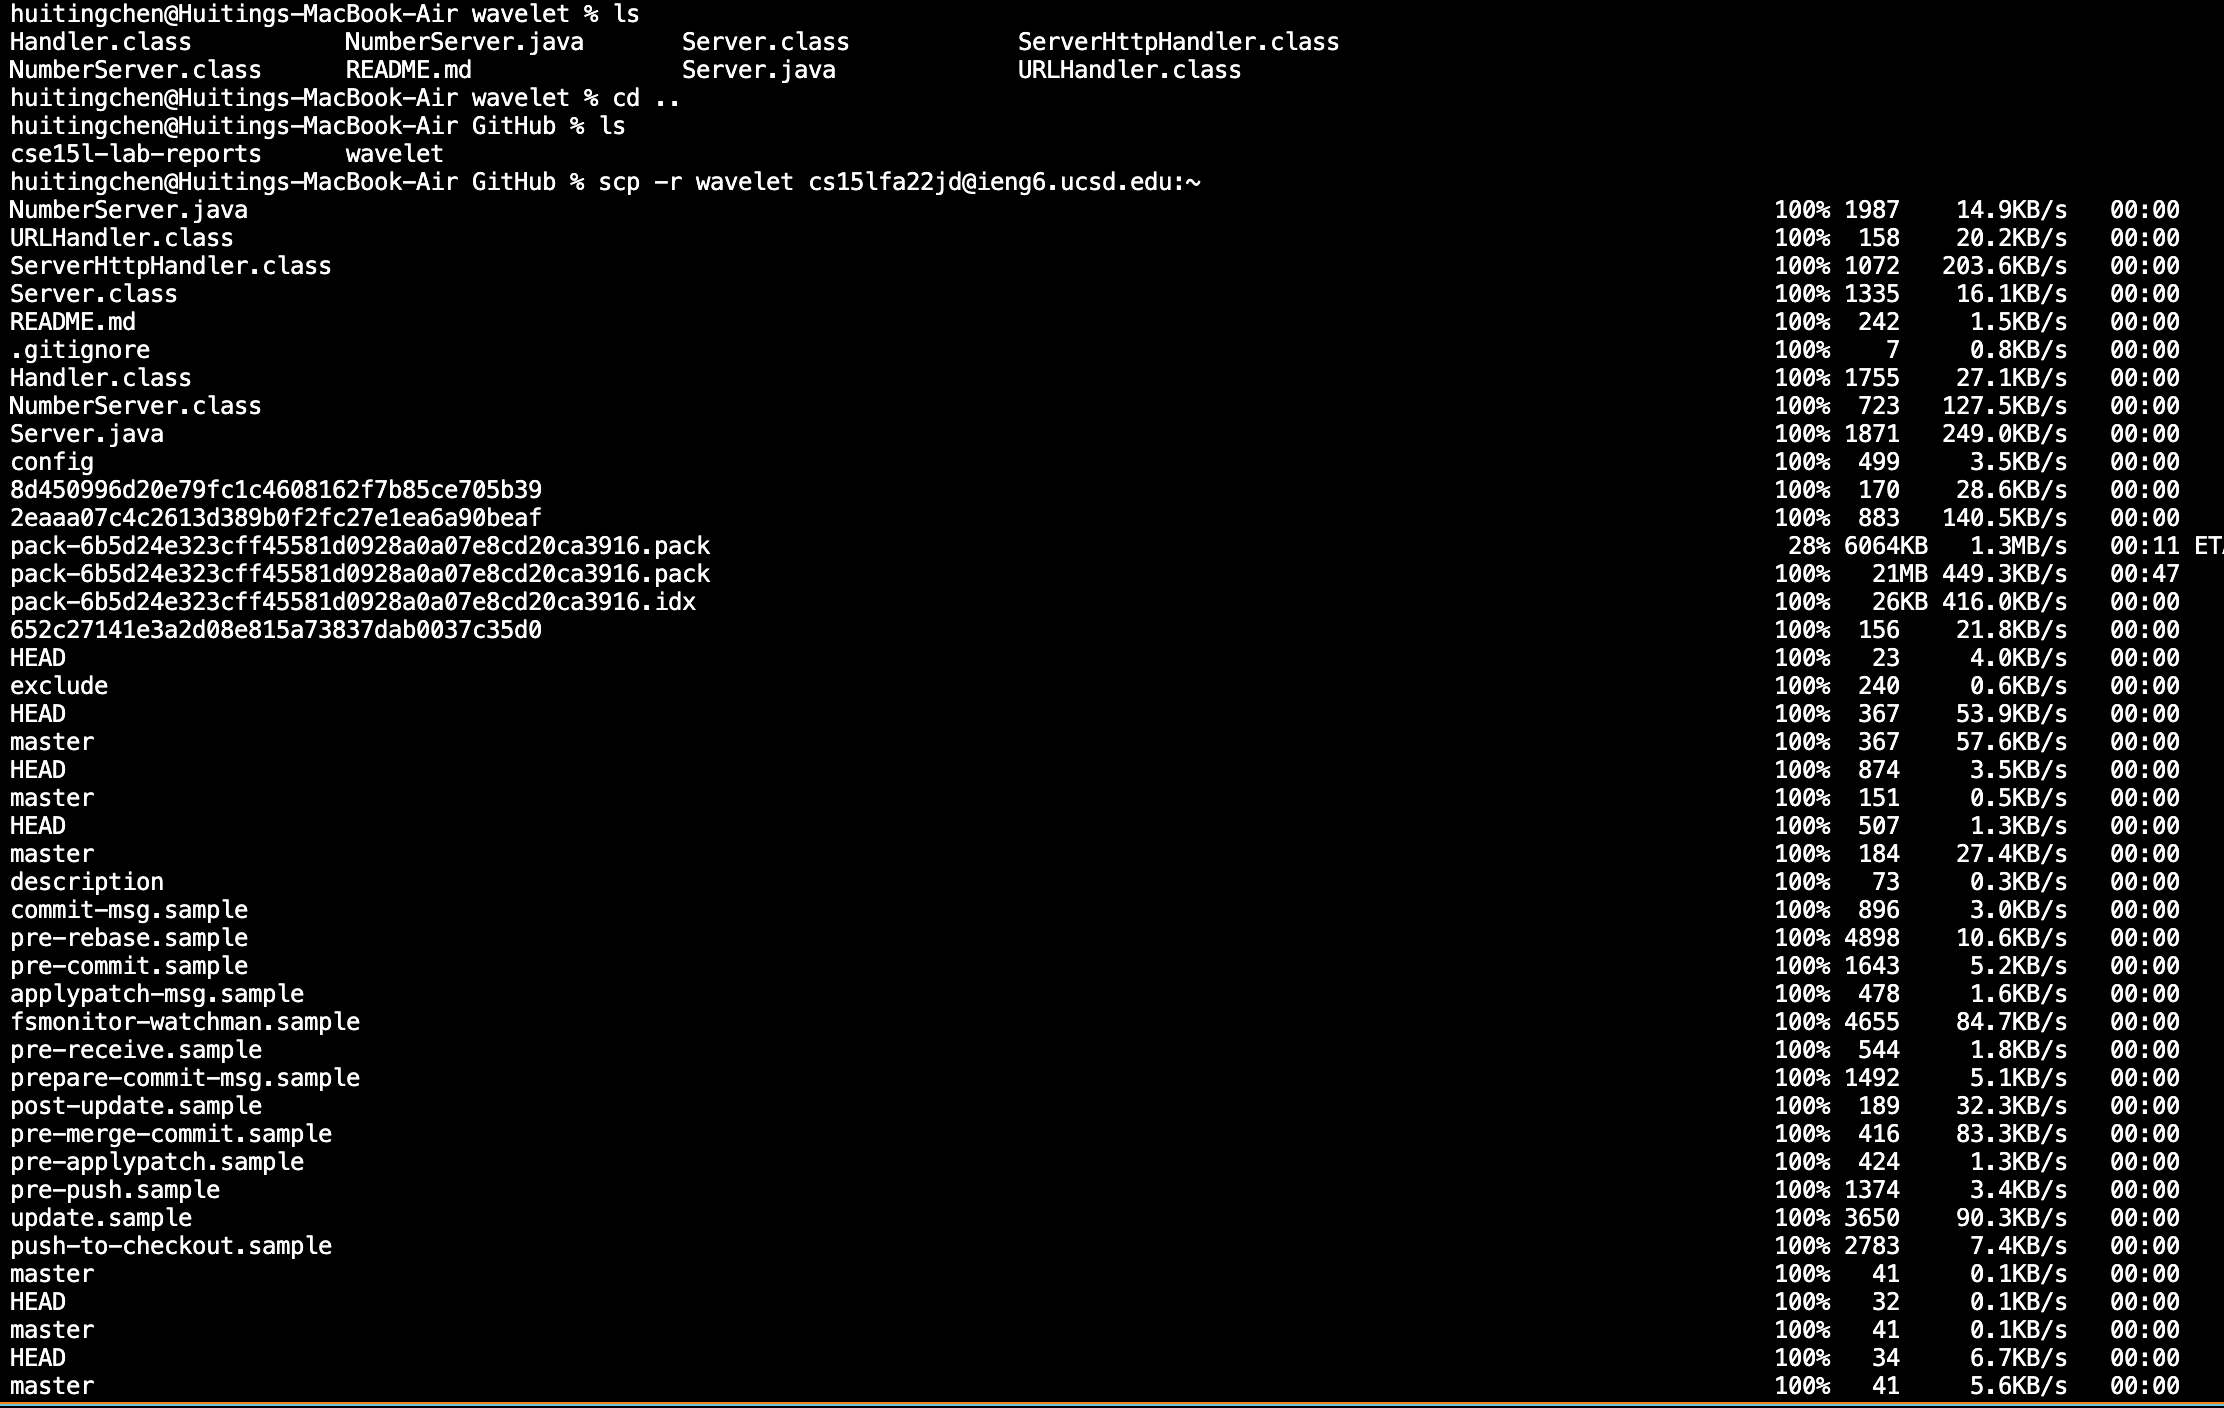 huitingchen@Huitings-MacBook-Air wavelet % ls
Handler.class NumberServer.java Server.class ServerHttpHandler.class
NumberServer.class README.md Server.java URLHandler.class
huitingchen@Huitings-MacBook-Air wavelet % cd ..
huitingchen@Huitings-MacBook-Air GitHub % ls
cse15l-lab-reports wavelet
huitingchen@Huitings-MacBook-Air GitHub % scp -r wavelet cs15lfa22jd@ieng6.ucsd.edu:~
NumberServer.java 100% 1987 14.9KB/s 00:00
URLHandler.class 100% 158 20.2KB/s 00:00
ServerHttpHandler.class 100% 1072 203.6KB/s 00:00
Server.class 100% 1335 16.1KB/s 00:00
README.md 100% 242 1.5KB/s 00:00
.gitignore 100% 7 0.8KB/s 00:00
Handler.class 100% 1755 27.1KB/s 00:00
NumberServer.class 100% 723 127.5KB/s 00:00
Server.java 100% 1871 249.0KB/s 00:00
config 100% 499 3.5KB/s 00:00
8d450996d20e79fc1c4608162f7b85ce705b39 100% 170 28.6KB/s 00:00
2eaaa07c4c2613d389b0f2fc27e1ea6a90beaf 100% 883 140.5KB/s 00:00
pack-6b5d24e323cff45581d0928a0a07e8cd20ca3916.pack 28% 6064KB 1.3MB/s 00:11 ETA
pack-6b5d24e323cff45581d0928a0a07e8cd20ca3916.pack 100% 21MB 449.3KB/s 00:47
pack-6b5d24e323cff45581d0928a0a07e8cd20ca3916.idx 100% 26KB 416.0KB/s 00:00
652c27141e3a2d08e815a73837dab0037c35d0 100% 156 21.8KB/s 00:00
HEAD 100% 23 4.0KB/s 00:00
exclude 100% 240 0.6KB/s 00:00
HEAD 100% 367 53.9KB/s 00:00
master 100% 367 57.6KB/s 00:00
HEAD 100% 874 3.5KB/s 00:00
master 100% 151 0.5KB/s 00:00
HEAD 100% 507 1.3KB/s 00:00
master 100% 184 27.4KB/s 00:00
description 100% 73 0.3KB/s 00:00
commit-msg.sample 100% 896 3.0KB/s 00:00
pre-rebase.sample 100% 4898 10.6KB/s 00:00
pre-commit.sample 100% 1643 5.2KB/s 00:00
applypatch-msg.sample 100% 478 1.6KB/s 00:00
fsmonitor-watchman.sample 100% 4655 84.7KB/s 00:00
pre-receive.sample 100% 544 1.8KB/s 00:00
prepare-commit-msg.sample 100% 1492 5.1KB/s 00:00
post-update.sample 100% 189 32.3KB/s 00:00
pre-merge-commit.sample 100% 416 83.3KB/s 00:00
pre-applypatch.sample 100% 424 1.3KB/s 00:00
pre-push.sample 100% 1374 3.4KB/s 00:00
update.sample 100% 3650 90.3KB/s 00:00
push-to-checkout.sample 100% 2783 7.4KB/s 00:00
master 100% 41 0.1KB/s 00:00
HEAD 100% 32 0.1KB/s 00:00
master 100% 41 0.1KB/s 00:00
HEAD 100% 34 6.7KB/s 00:00
master 100% 41 5.6KB/s 00:00